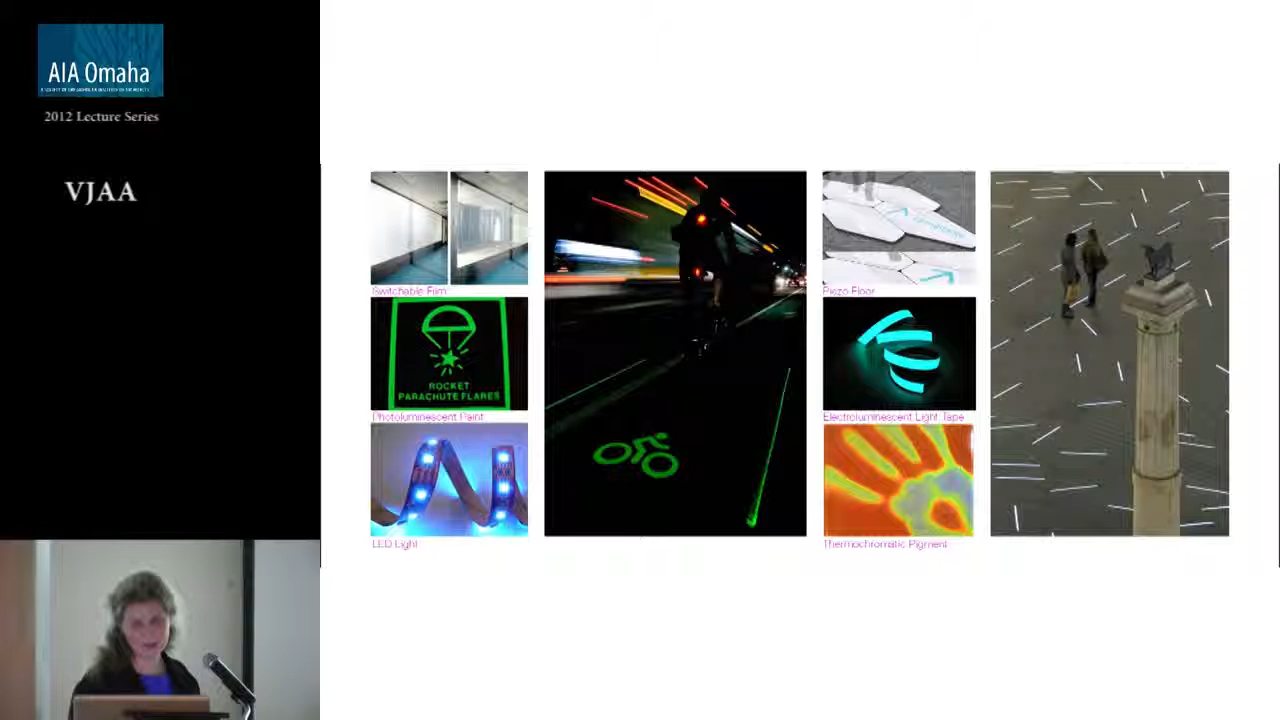 AIA Omaha
2012 Lecture Series
VJAA
Switchable Film
ROCKET
PARACHUTE FLARES
Photoluminescent Paint
LED Light
Piezo Floor
Electroluminescent Light Tape
Thermochromatic Pigment